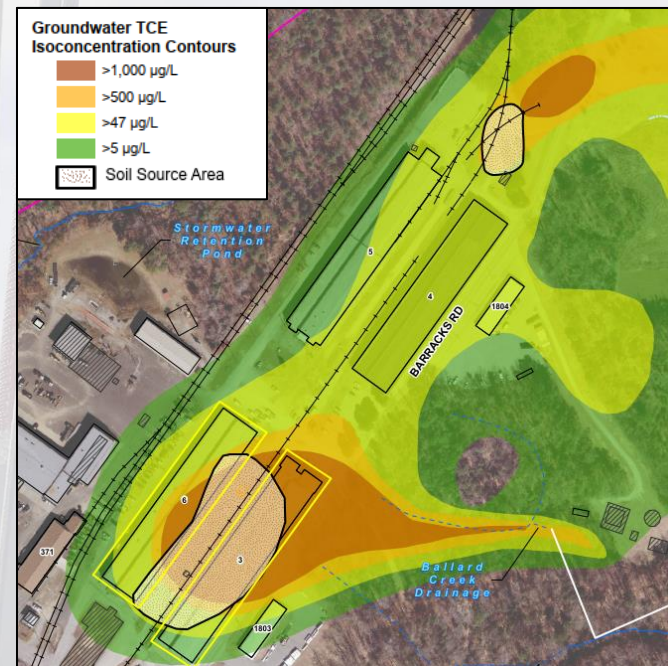 Groundwater TCE
Isoconcentration Contours
>1,000 µg/L
>500 µg/L
>47 µg/L
>5 µg/L
Soil Source Area
Stormwater
Retention
Pond
5
4
1804
BARRACKS RD
6
3
371
1803
Ballard
Creek
Drainage